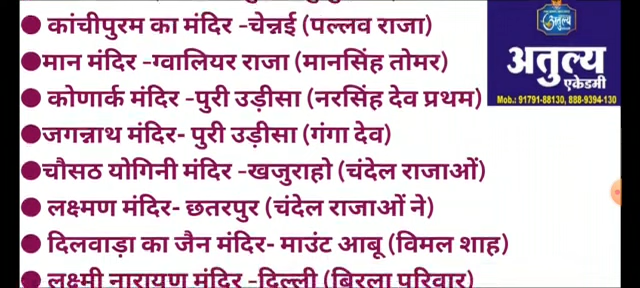 ● कांचीपुरम का मंदिर -चेन्नई (पल्लव राजा)
●मान मंदिर -ग्वालियर राजा (मानसिंह तोमर)
● कोणार्क मंदिर -पुरी उड़ीसा (नरसिंह देव प्रथम)
●जगन्नाथ मंदिर- पुरी उड़ीसा (गंगा देव)
●चौसठ योगिनी मंदिर -खजुराहो (चंदेल राजाओं)
● लक्ष्मण मंदिर- छतरपुर (चंदेल राजाओं ने)
● दिलवाड़ा का जैन मंदिर- माउंट आबू (विमल शाह)
● लक्ष्मी नारायण मंदिर -दिल्ली (बिरला परिवार)
अतुल्य
अतुल्य
एकेडमी
Mob.: 91791-88130, 888-9394-130